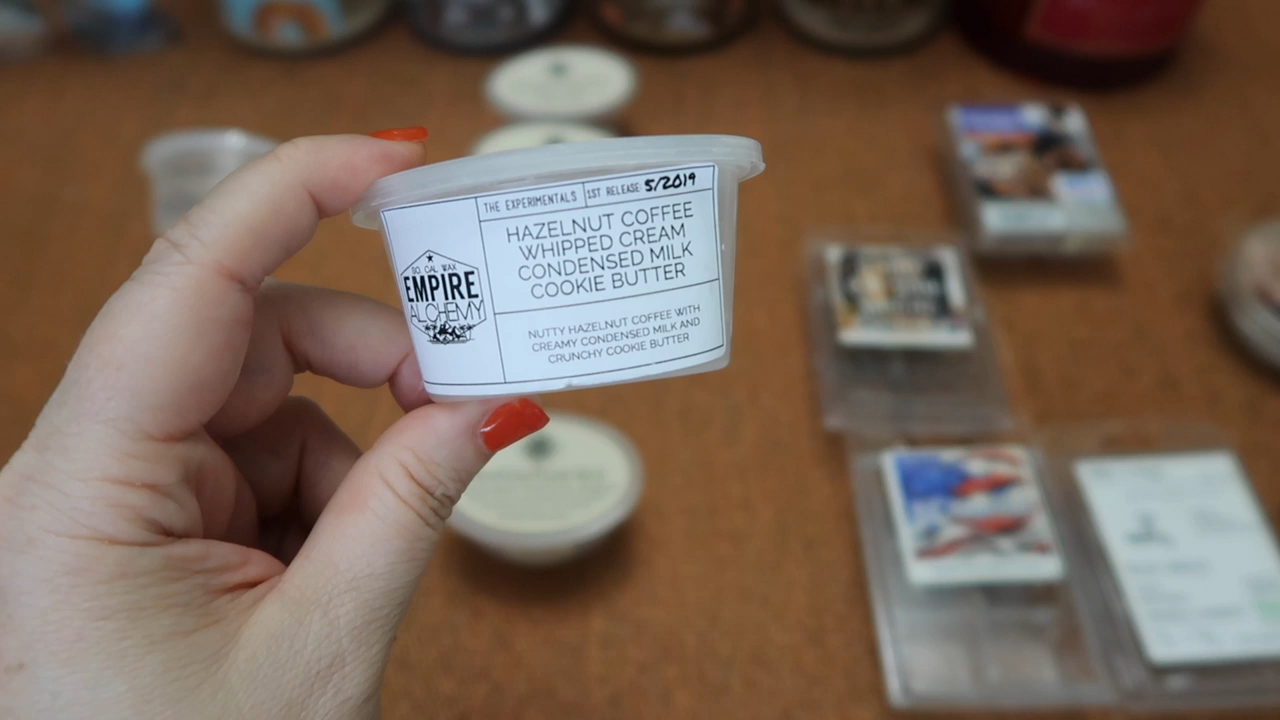 THE EXPERIMENTALS
1ST RELEASE: 5/2019
HAZELNUT COFFEE
WHIPPED CREAM
CONDENSED MILK
COOKIE BUTTER
SO. CAL WAX
EMPIRE
ALCHEMY
NUTTY HAZELNUT COFFEE WITH
CREAMY CONDENSED MILK AND
CRUNCHY COOKIE BUTTER